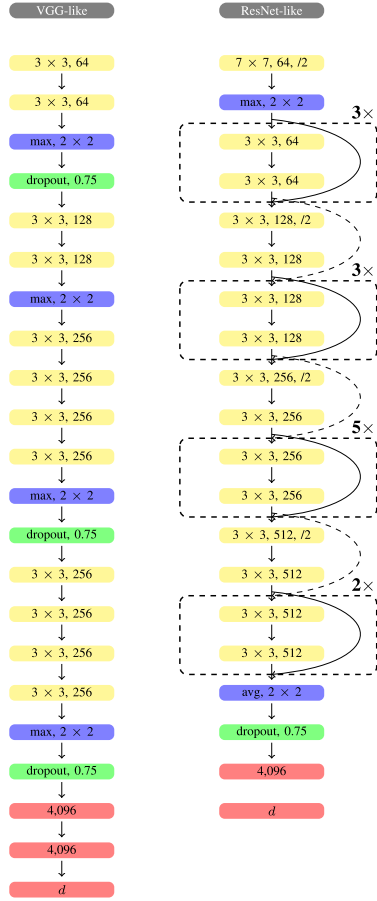 VGG-like
3 × 3, 64
3 × 3, 64
max, 2 × 2
dropout, 0.75
3 × 3, 128
3 × 3, 128
max, 2 × 2
3 × 3, 256
3 × 3, 256
3 × 3, 256
3 × 3, 256
max, 2 × 2
dropout, 0.75
3 × 3, 256
3 × 3, 256
3 × 3, 256
3 × 3, 256
max, 2 × 2
dropout, 0.75
4,096
4,096
d
ResNet-like
7 × 7, 64, /2
max, 2 × 2
3×
3 × 3, 64
3 × 3, 64
3 × 3, 128, /2
3 × 3, 128
3×
3 × 3, 128
3 × 3, 128
3 × 3, 256, /2
3 × 3, 256
5×
3 × 3, 256
3 × 3, 256
3 × 3, 512, /2
3 × 3, 512
2×
3 × 3, 512
3 × 3, 512
avg, 2 × 2
dropout, 0.75
4,096
d